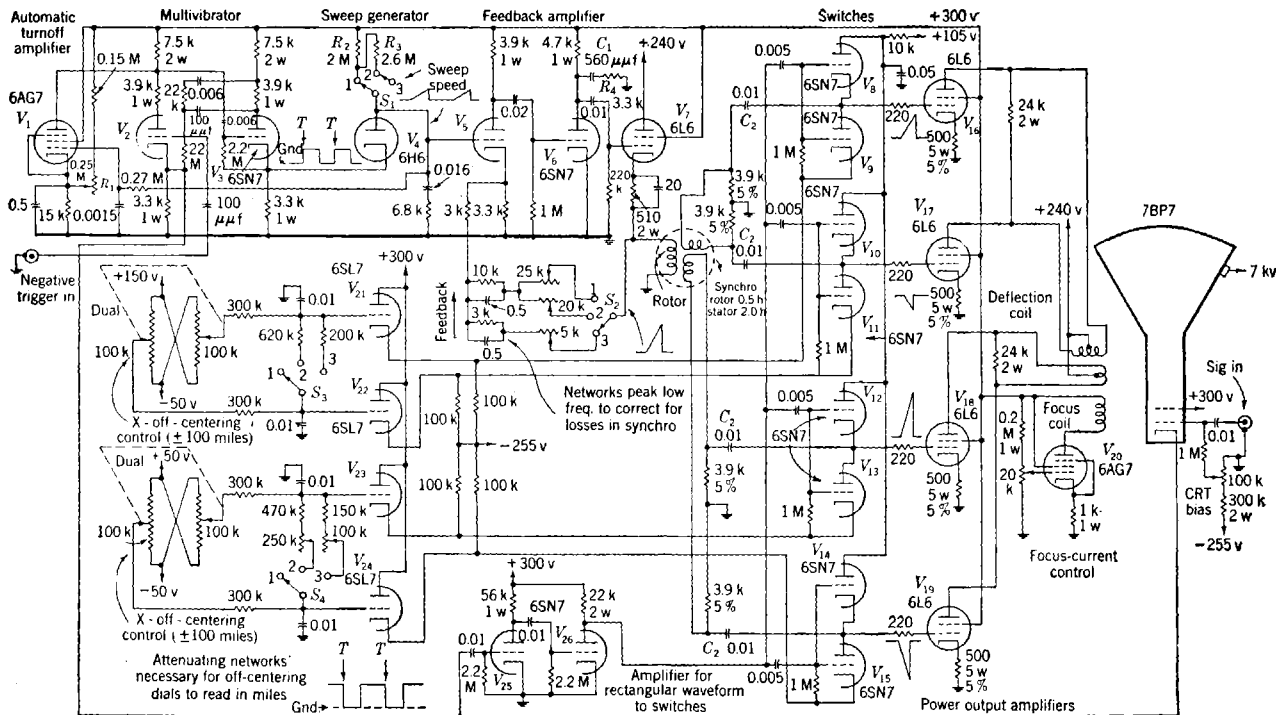 Automatic
turnoff
amplifier
Multivibrator
Sweep generator
Feedback amplifier
Switches
+300 v
+105 v
6AG7
V1
0.15 M
7.5 k
2 w
7.5 k
2 w
3.9 k
1 w
3.9 k
1 w
22
k
0.006
100
μμf
0.006
V2
22
M
2.2
M
V3
6SN7
0.25
M
R1
0.27 M
0.5
15 k
0.0015
3.3 k
1 w
100
μμf
3.3 k
1 w
Gnd
T
T
R2
2 M
R3
2.6 M
1
2
3
S1
Sweep
speed
V4
6H6
0.016
6.8 k
V5
3.9 k
1 w
0.02
3 k
3.3 k
1 M
4.7 k
1 w
C1
560 μμf
R4
3.3 k
0.01
V6
6SN7
+240 v
V7
6L6
220
k
20
510
2 w
0.005
6SN7
V8
10 k
0.05
0.01
C2
6SN7
V9
1 M
3.9 k
5%
3.9 k
5%
0.005
6SN7
V10
C2
0.01
V11
6SN7
1 M
220
6L6
V16
500
5 w
5 %
24 k
2 w
V17
6L6
220
500
5 w
5 %
+240 v
7BP7
7 kv
Deflection
coil
Negative
trigger in
+150 v
Dual
100 k
100 k
−50 v
300 k
300 k
X - off - centering
control (± 100 miles)
0.01
620 k
200 k
1
2
3
S3
0.01
6SL7
+300 v
V21
V22
6SL7
Feedback
10 k
25 k
3 k
0.5
20 k
5 k
0.5
1
2
3
S2
Rotor
Synchro
rotor 0.5 h
stator 2.0 h
Networks peak low
freq. to correct for
losses in synchro
100 k
100 k
−255 v
100 k
100 k
0.005
V12
6SN7
C2
0.01
V13
3.9 k
5%
1 M
220
V18
6L6
500
5 w
5 %
24 k
2 w
0.2
M
1 w
20
k
Focus
coil
V20
6AG7
1 k
1 w
Focus-current
control
Sig in
+300 v
0.01
1 M
100 k
CRT
bias
300 k
2 w
−255 v
+50 v
Dual
100 k
100 k
−50 v
300 k
300 k
X - off - centering
control (± 100 miles)
0.01
470 k
150 k
250 k
100 k
1
2
3
S4
0.01
V23
V24
6SL7
Attenuating networks
necessary for off-centering
dials to read in miles
T
T
Gnd
+300 v
56 k
1 w
6SN7
22 k
2 w
0.01
0.01
V26
2.2
M
V25
2.2 M
Amplifier for
rectangular waveform
to switches
3.9 k
5%
C2
0.01
V14
6SN7
0.005
1 M
V15
6SN7
220
V19
6L6
500
5 w
5 %
Power output amplifiers